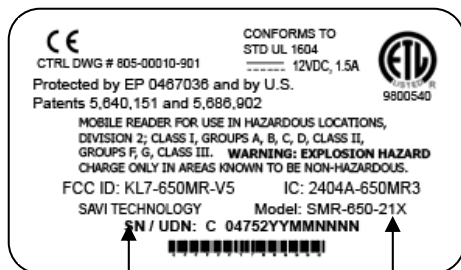 CE
CTRL DWG # 805-00010-901
CONFORMS TO
STD UL 1604
12VDC, 1.5A
ETL
LISTED
9800540
Protected by EP 0467036 and by U.S.
Patents 5,640,151 and 5,686,902
MOBILE READER FOR USE IN HAZARDOUS LOCATIONS,
DIVISION 2; CLASS I, GROUPS A, B, C, D, CLASS II,
GROUPS F, G, CLASS III. WARNING: EXPLOSION HAZARD
CHARGE ONLY IN AREAS KNOWN TO BE NON-HAZARDOUS.
FCC ID: KL7-650MR-V5 IC: 2404A-650MR3
SAVI TECHNOLOGY Model: SMR-650-21X
SN / UDN: C 04752YYMMNNNN